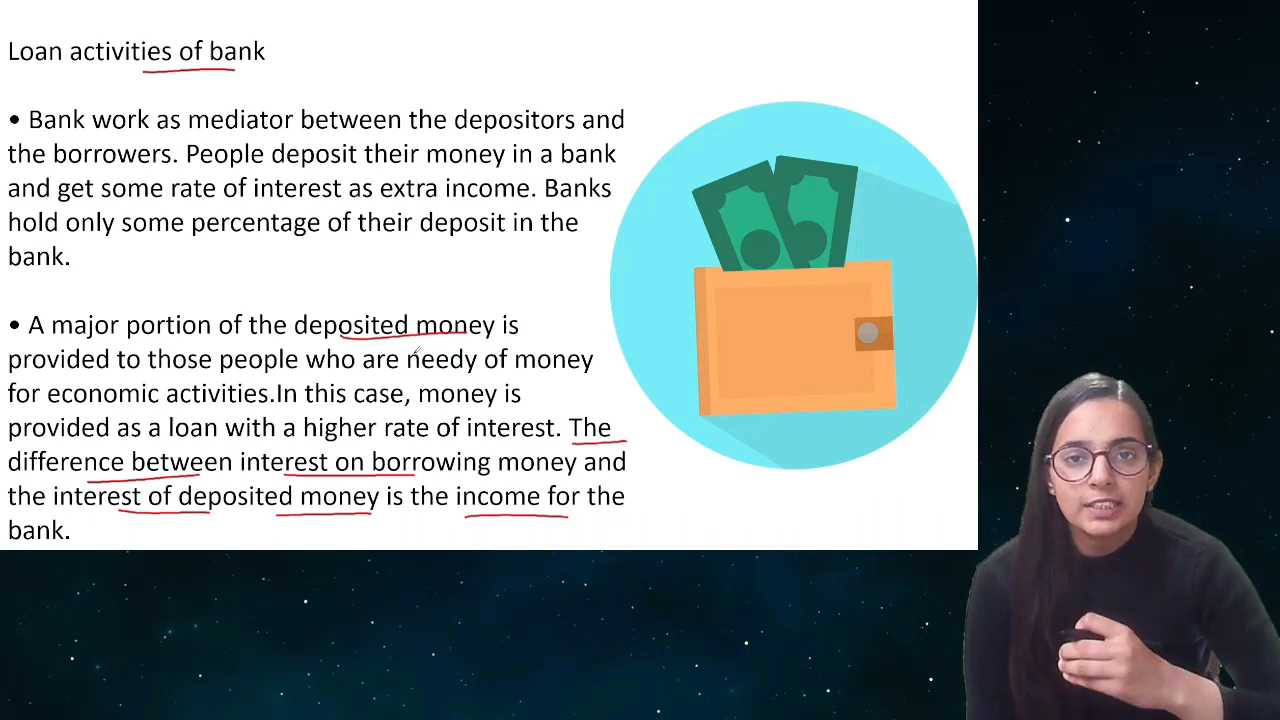 Loan activities of bank
• Bank work as mediator between the depositors and
the borrowers. People deposit their money in a bank
and get some rate of interest as extra income. Banks
hold only some percentage of their deposit in the
bank.
• A major portion of the deposited money is
provided to those people who are needy of money
for economic activities.In this case, money is
provided as a loan with a higher rate of interest. The
difference between interest on borrowing money and
the interest of deposited money is the income for the
bank.